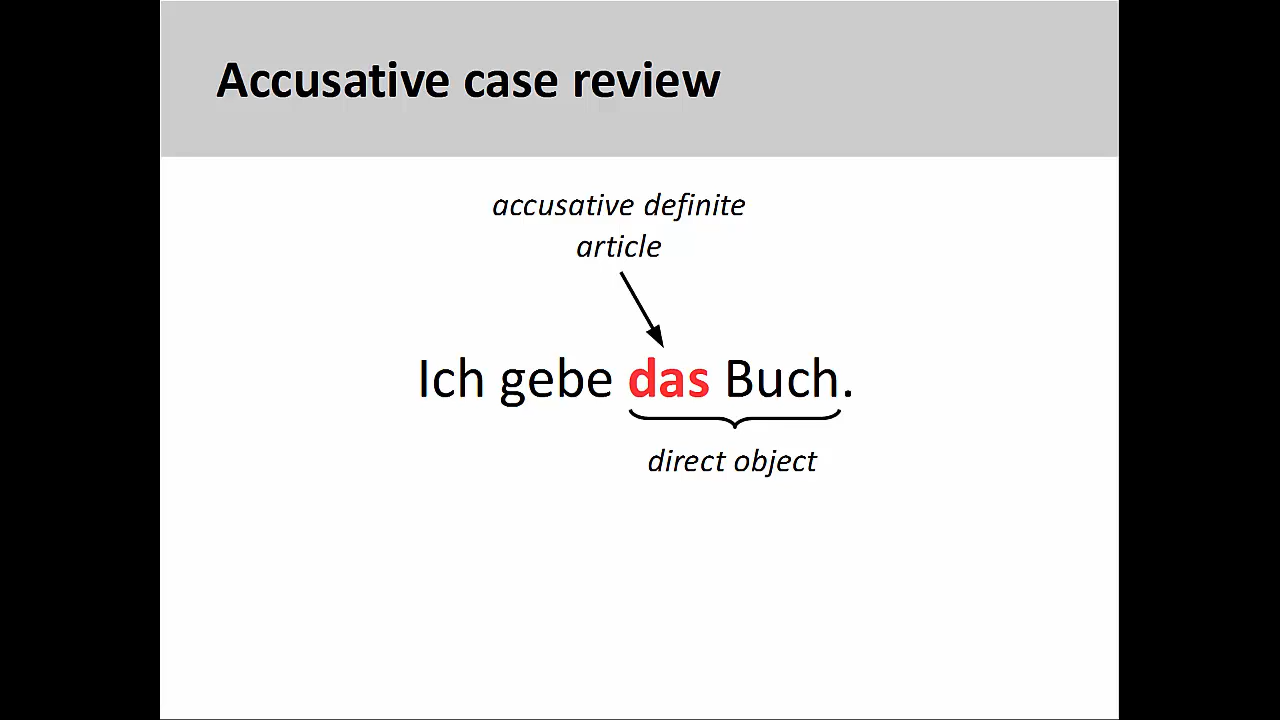 Accusative case review
accusative definite
article
Ich gebe das Buch.
direct object